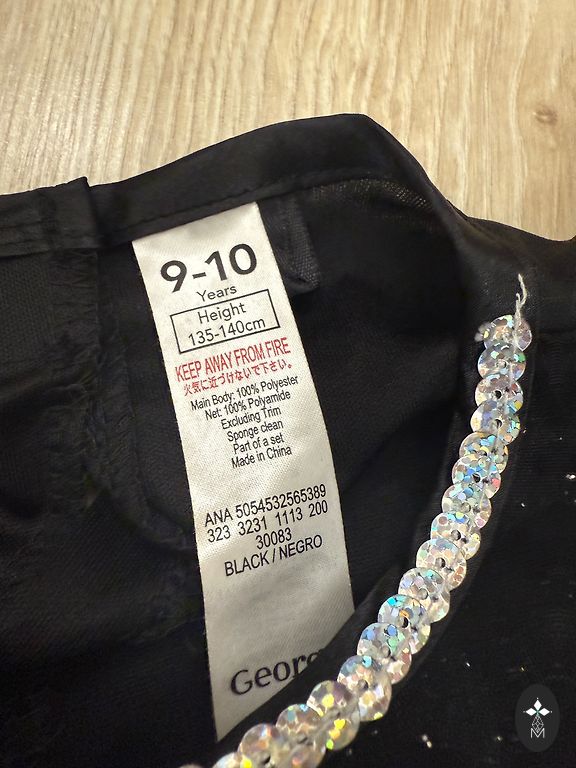 9-10
Years
Height
135-140cm
KEEP AWAY FROM FIRE
火気に近づけないで下さい。
Main Body: 100% Polyester
Net: 100% Polyamide
Excluding Trim
Sponge clean
Part of a set
Made in China
ANA 5054532565389
323 3231 1113 200
30083
BLACK / NEGRO
Georg